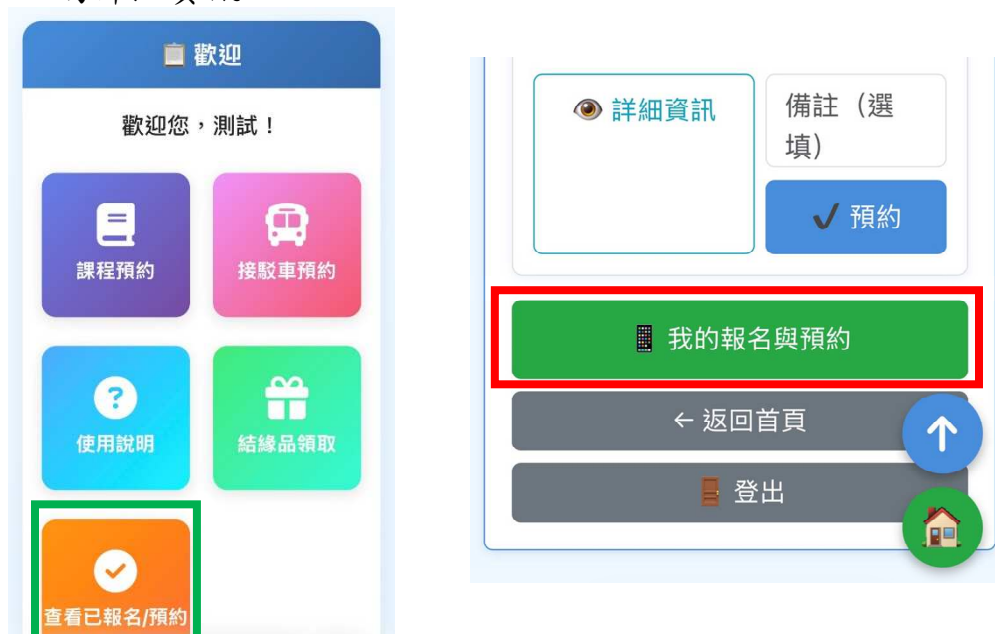 歡迎
歡迎您，測試！
課程預約
接駁車預約
使用說明
結緣品領取
查看已報名/預約
詳細資訊
備註（選
填）
✓ 預約
我的報名與預約
← 返回首頁
登出